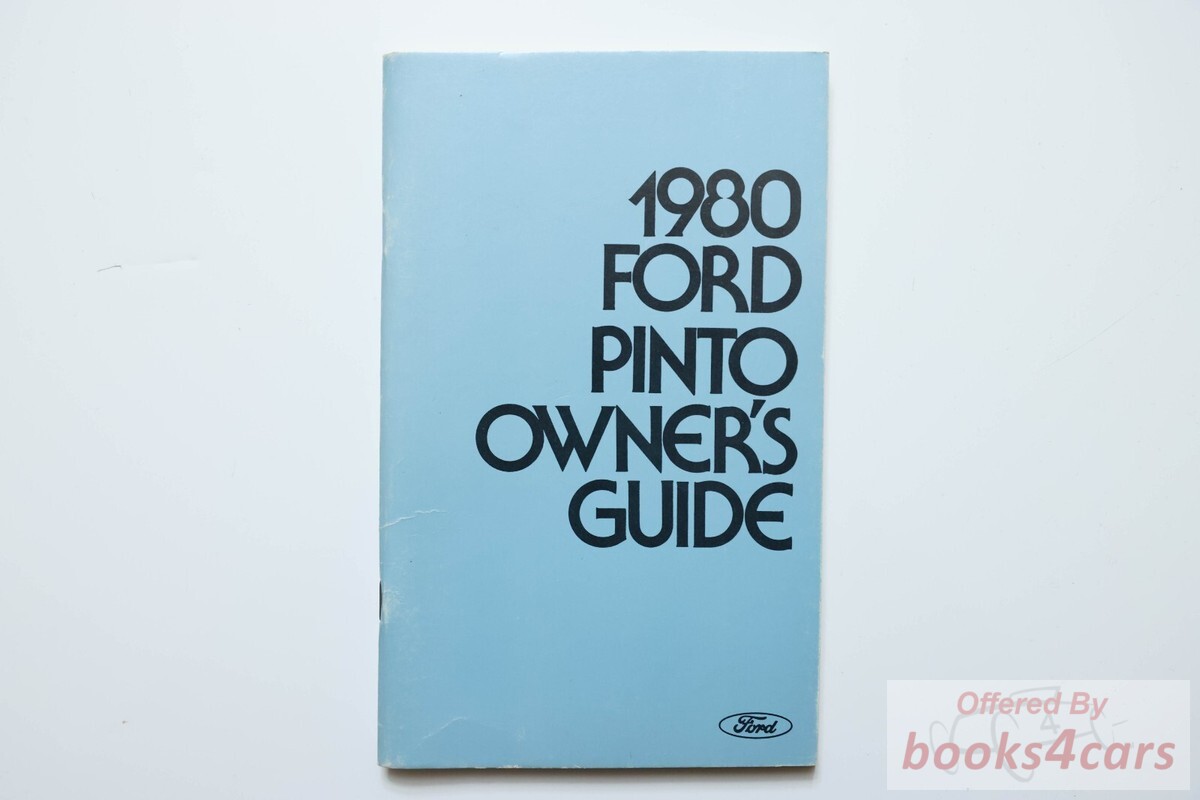 1980
FORD
PINTO
OWNER'S
GUIDE
Ford
Offered By
books4cars